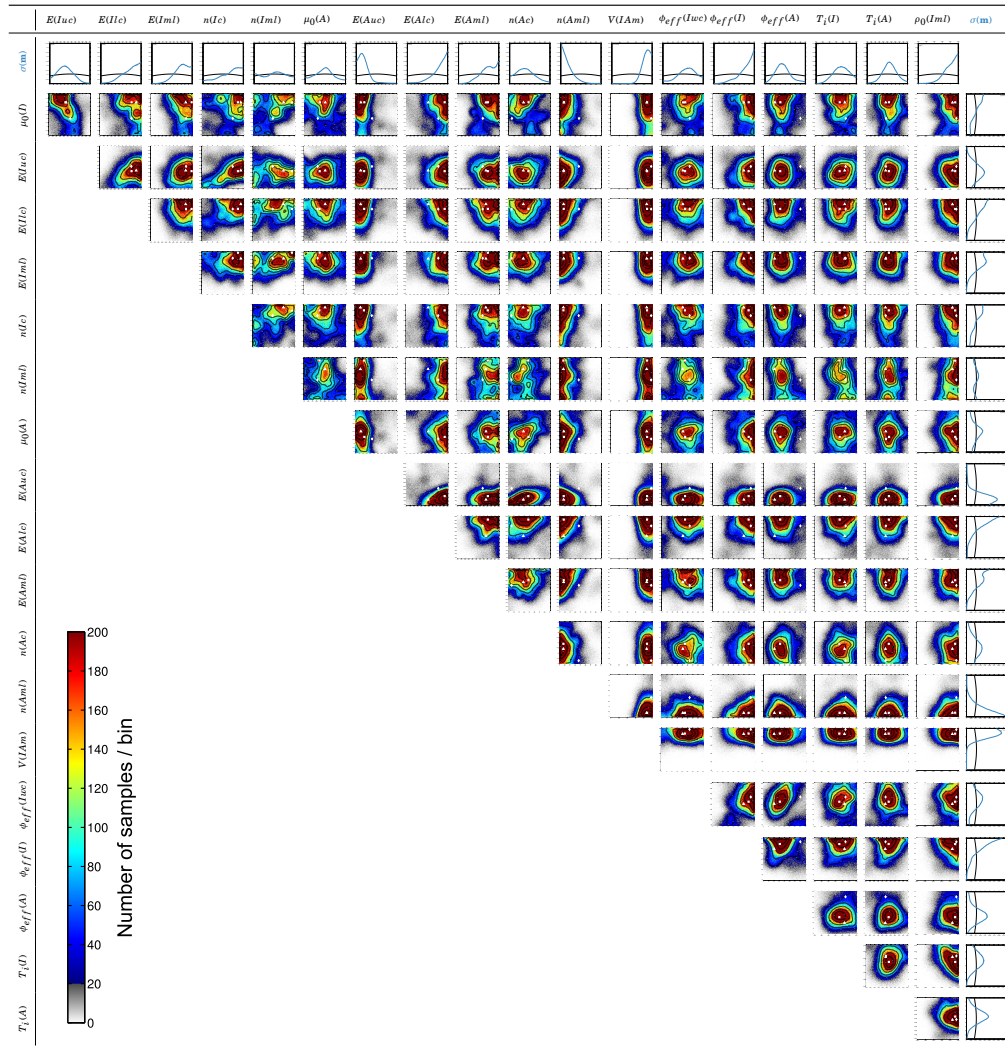 E(Iuc) E(Ilc) E(Iml) n(Ic) n(Iml) μ0(A) E(Auc) E(Alc) E(Aml) n(Ac) n(Aml) V(IAm) ϕeff(Iwc) ϕeff(I) ϕeff(A) Ti(I) Ti(A) ρ0(Iml) σ(m)
σ(m)
μ0(I)
E(Iuc)
E(Ilc)
E(Iml)
n(Ic)
n(Iml)
μ0(A)
E(Auc)
E(Alc)
E(Aml)
n(Ac)
n(Aml)
V(IAm)
ϕeff(Iwc)
ϕeff(I)
ϕeff(A)
Ti(I)
Ti(A)
200
180
160
140
120
100
80
60
40
20
0
Number of samples / bin